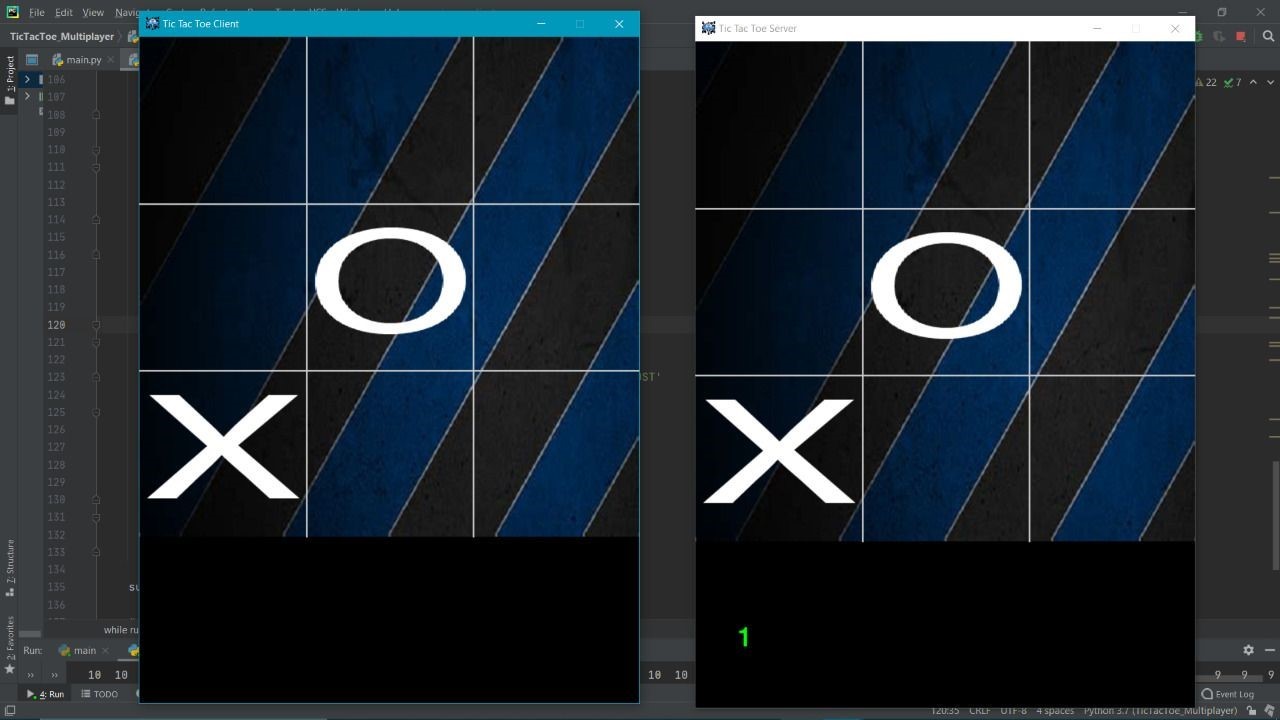 File Edit View
Tic Tac Toe Client
Tic Tac Toe Server
TicTacToe_Multiplayer
main.py
1: Project
22 7
106
107
108
109
110
111
112
113
114
115
116
117
118
119
120
121
122
123 ST'
124
125
126
127
128
129
130
131
132
133
134
135 su
136
O
X
O
X
1
7: Structure
2: Favorites
while ru
Run: main
10 10 10 10 9 9 9
4: Run TODO Event Log
120:35 CRLF UTF-8 4 spaces Python 3.7 (TicTacToe_Multiplayer)